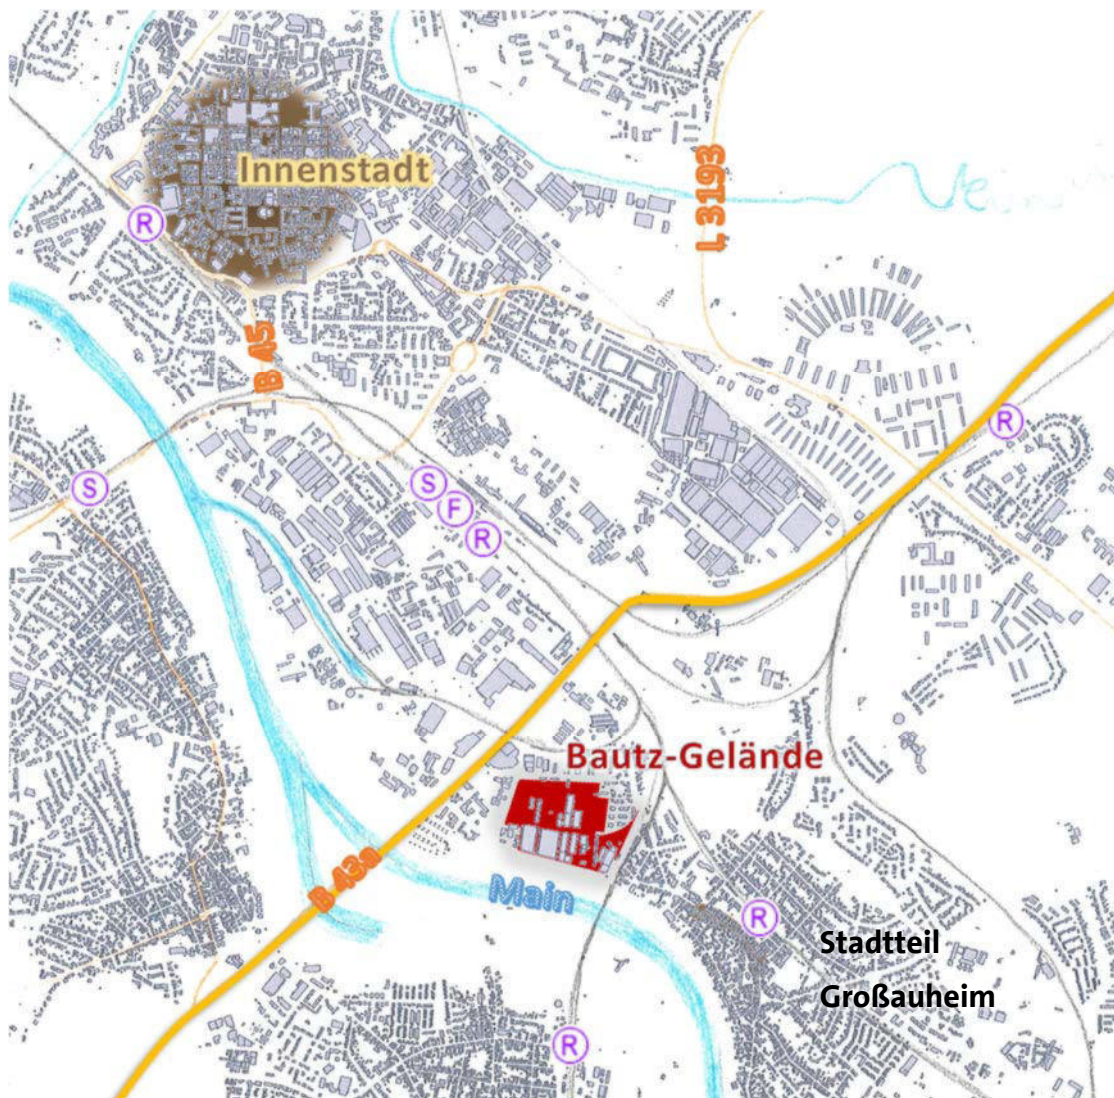 Innenstadt
L 3193
R
B 45
R
S
S
F
R
Bautz-Gelände
B 43a
Main
R
Stadtteil
Großauheim
R